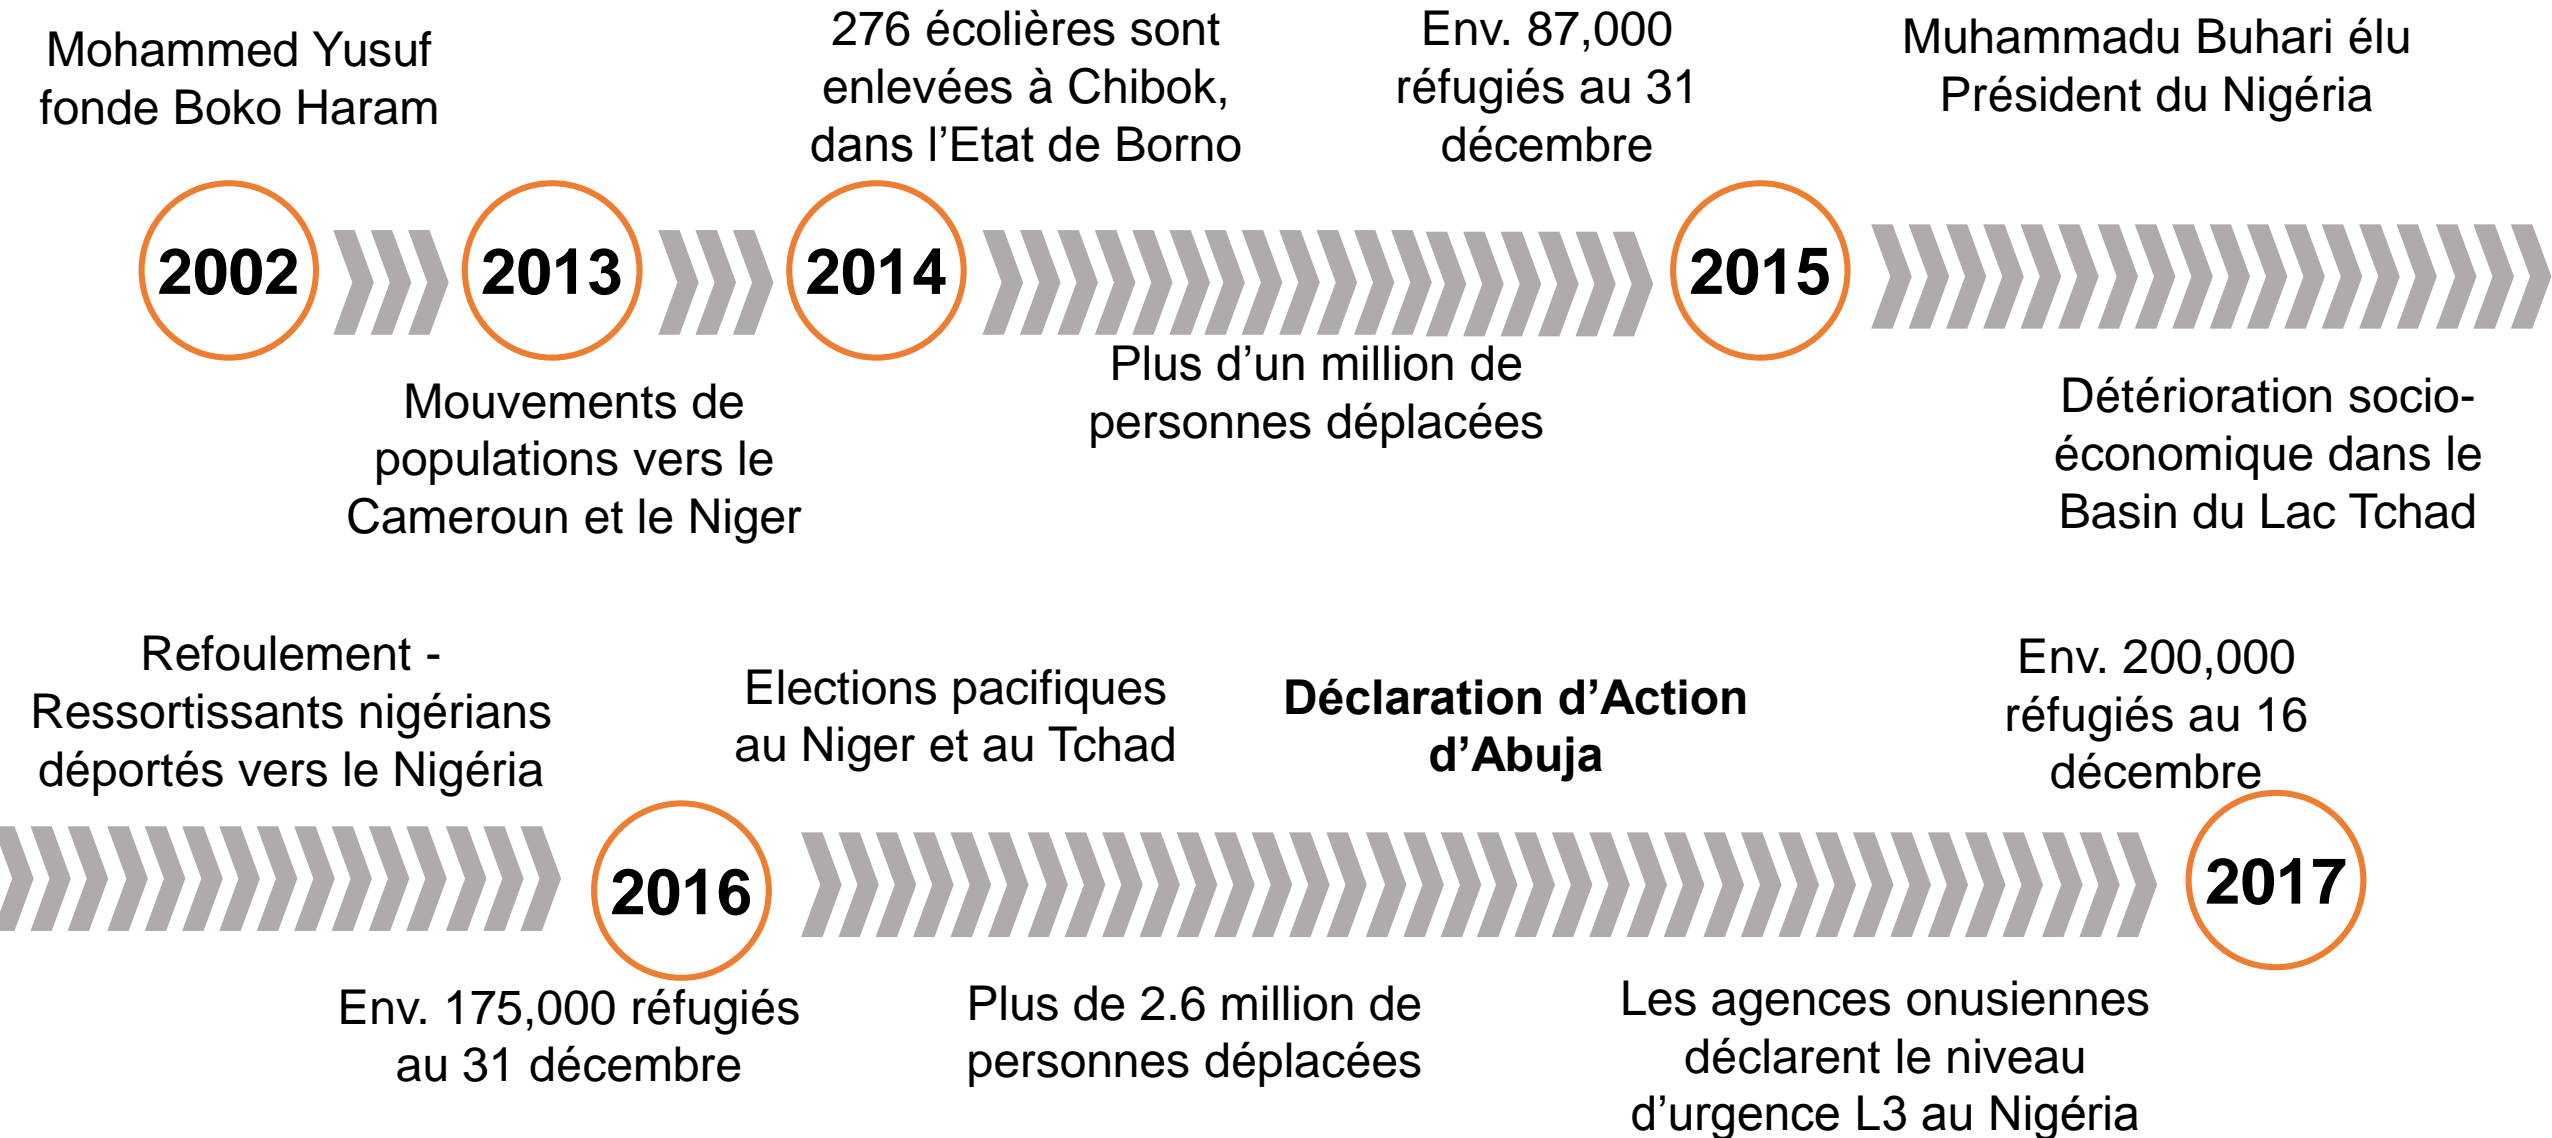 Mohammed Yusuf
fonde Boko Haram
276 écolières sont
enlevées à Chibok,
dans l’Etat de Borno
Env. 87,000
réfugiés au 31
décembre
Muhammadu Buhari élu
Président du Nigéria
2002
2013
2014
2015
Mouvements de
populations vers le
Cameroun et le Niger
Plus d’un million de
personnes déplacées
Détérioration socio-
économique dans le
Basin du Lac Tchad
Refoulement -
Ressortissants nigérians
déportés vers le Nigéria
Elections pacifiques
au Niger et au Tchad
Déclaration d’Action
d’Abuja
Env. 200,000
réfugiés au 16
décembre
2016
2017
Env. 175,000 réfugiés
au 31 décembre
Plus de 2.6 million de
personnes déplacées
Les agences onusiennes
déclarent le niveau
d’urgence L3 au Nigéria